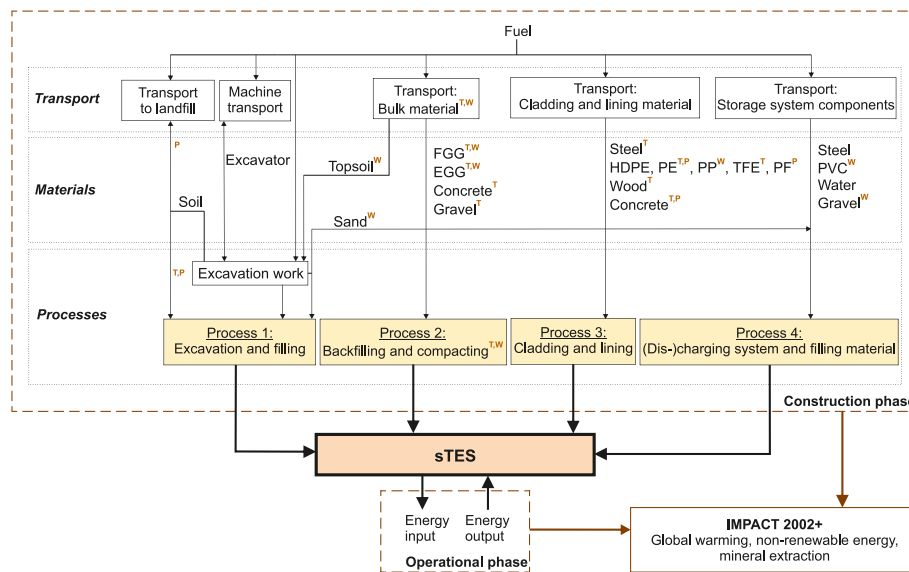 Fuel
Transport
Transport
to landfill
Machine
transport
Transport:
Bulk material T,W
Transport:
Cladding and lining material
Transport:
Storage system components
P
Excavator
Topsoil W
FGG T,W
EGG T,W
Concrete T
Gravel T
Steel T
HDPE, PE T,P, PP W, TFE T, PF P
Wood T
Concrete T,P
Steel
PVC W
Water
Gravel W
Materials
Soil
Sand W
T,P
Excavation work
Processes
Process 1:
Excavation and filling
Process 2:
Backfilling and compacting T,W
Process 3:
Cladding and lining
Process 4:
(Dis-)charging system and filling material
Construction phase
sTES
Energy
input
Energy
output
Operational phase
IMPACT 2002+
Global warming, non-renewable energy,
mineral extraction